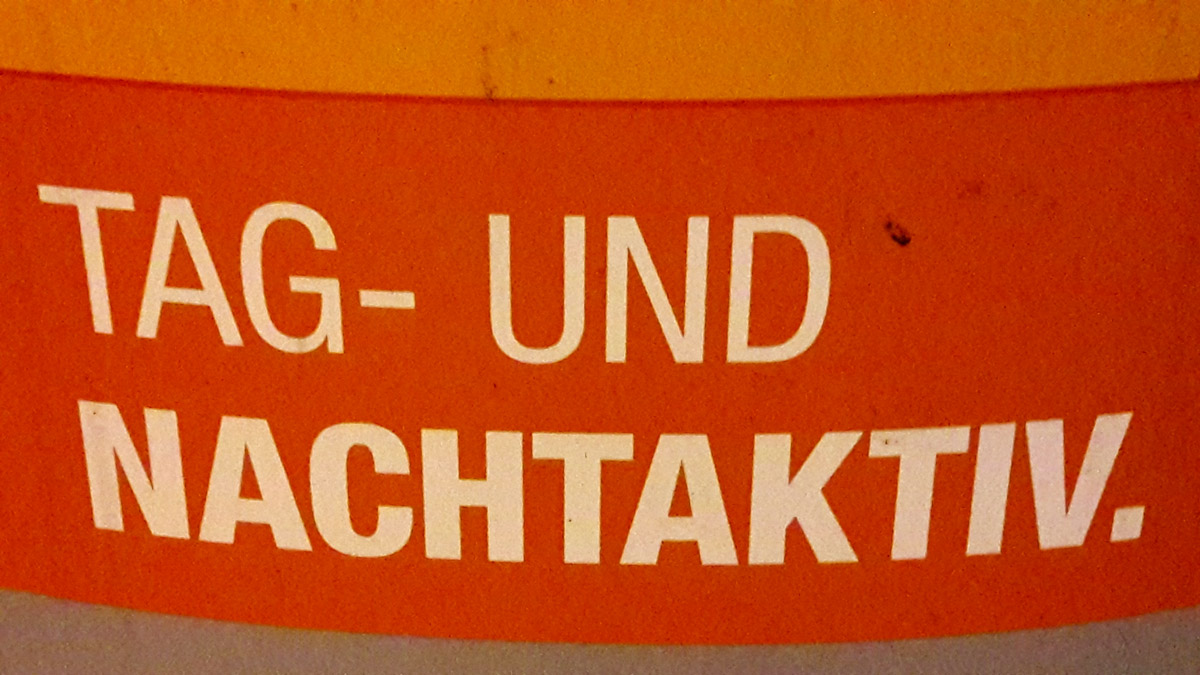 TAG- UND
NACHTAKTIV.